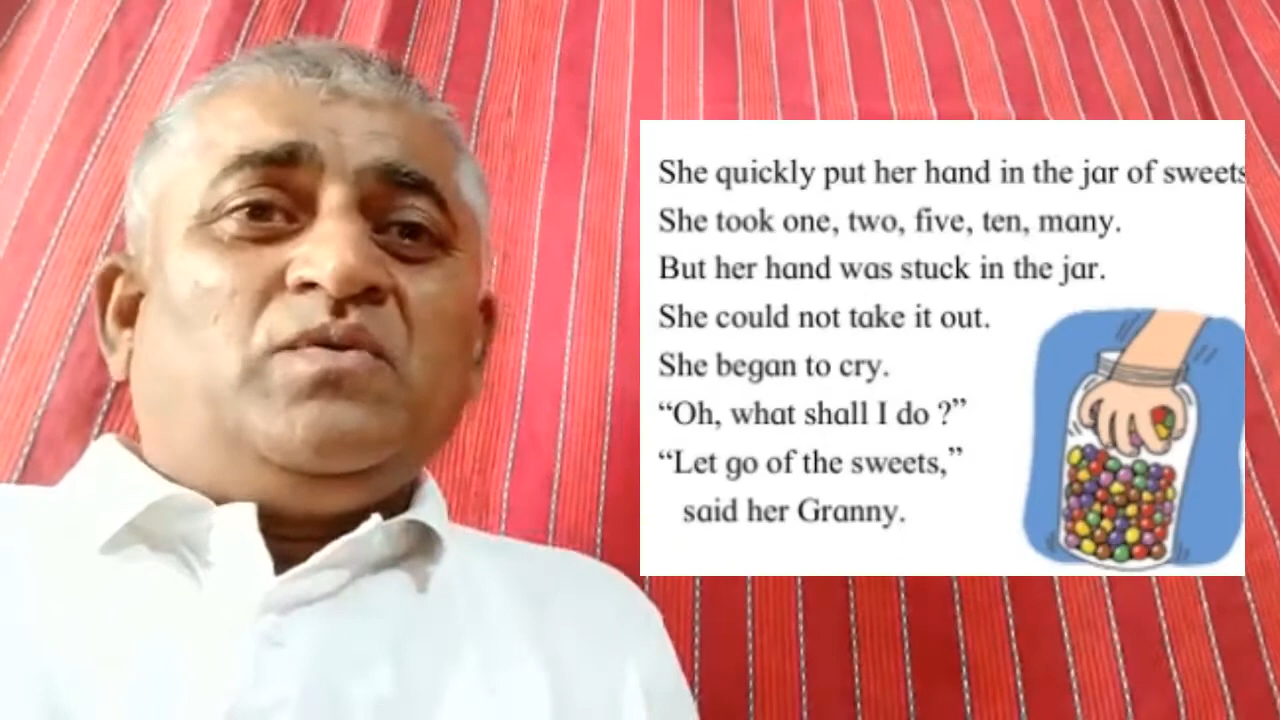 She quickly put her hand in the jar of sweets
She took one, two, five, ten, many.
But her hand was stuck in the jar.
She could not take it out.
She began to cry.
“Oh, what shall I do ?”
“Let go of the sweets,”
said her Granny.